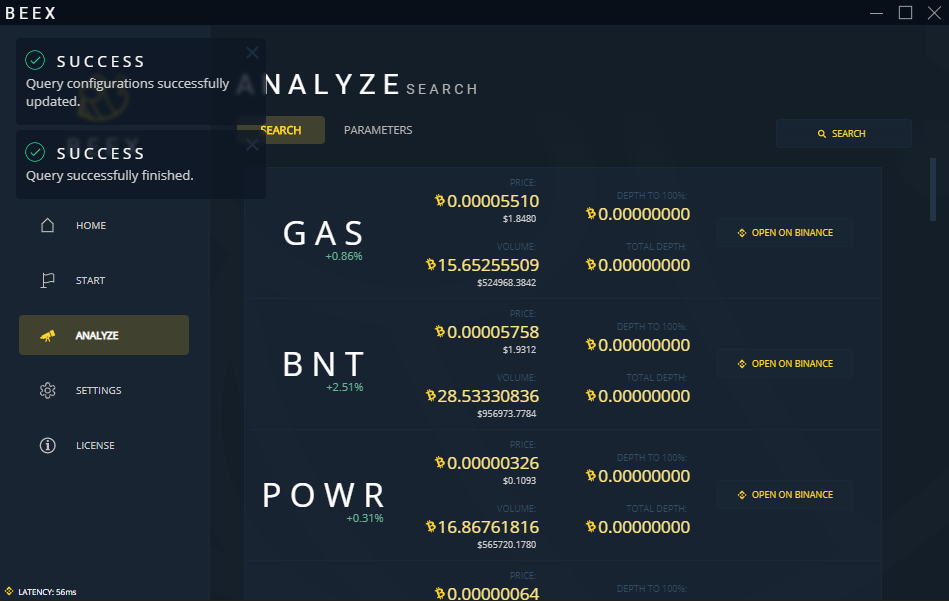 BEEX
SUCCESS
Query configurations successfully
updated.
SUCCESS
Query successfully finished.
BEEX
HOME
START
ANALYZE
SETTINGS
LICENSE
LATENCY: 56ms
ANALYZE SEARCH
SEARCH
PARAMETERS
SEARCH
GAS
+0.86%
PRICE:
0.00005510
$1.8480
VOLUME:
15.65255509
$524968.3842
DEPTH TO 100%:
0.00000000
TOTAL DEPTH:
0.00000000
OPEN ON BINANCE
BNT
+2.51%
PRICE:
0.00005758
$1.9312
VOLUME:
28.53330836
$956973.7784
DEPTH TO 100%:
0.00000000
TOTAL DEPTH:
0.00000000
OPEN ON BINANCE
POWR
+0.31%
PRICE:
0.00000326
$0.1093
VOLUME:
16.86761816
$565720.1780
DEPTH TO 100%:
0.00000000
TOTAL DEPTH:
0.00000000
OPEN ON BINANCE
PRICE:
0.00000064
DEPTH TO 100%: